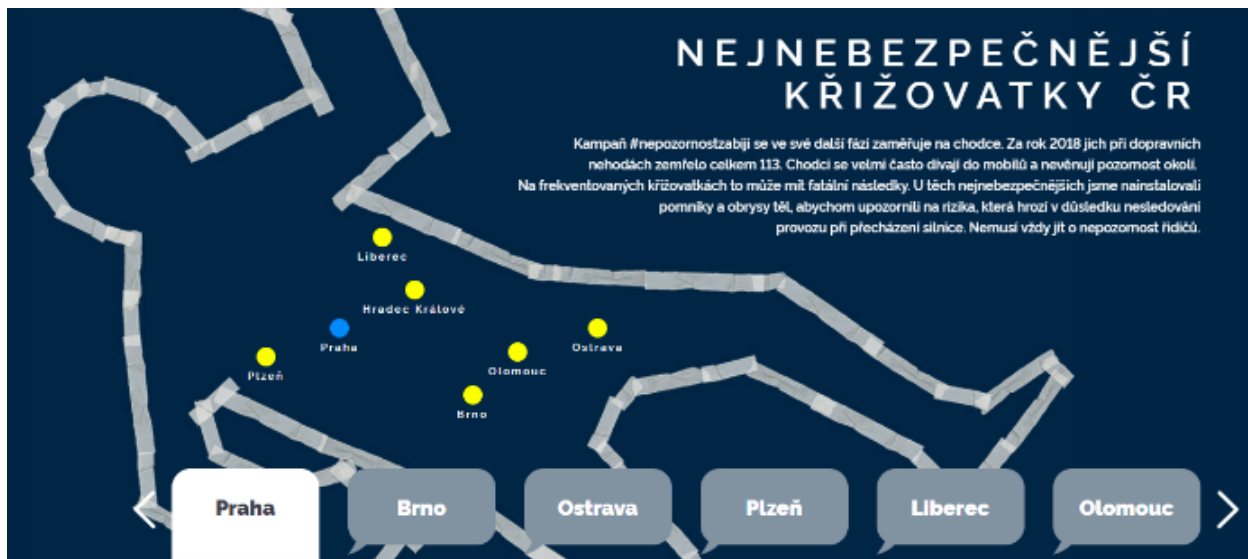 NEJNEBEZPEČNĚJŠÍ
KŘIŽOVATKY ČR
Kampaň #nepozornostzabíjí se ve své další fázi zaměřuje na chodce. Za rok 2018 jich při dopravních
nehodách zemřelo celkem 113. Chodci se velmi často dívají do mobilů a nevěnují pozornost okolí.
Na frekventovaných křižovatkách to může mít fatální následky. U těch nejnebezpečnějších jsme nainstalovali
pomníky a obrysy těl, abychom upozornili na rizika, která hrozí v důsledku nesledování
provozu při přecházení silnice. Nemusí vždy jít o nepozornost řidičů.
Liberec
Hradec Králové
Praha
Ostrava
Plzeň
Olomouc
Brno
Praha
Brno
Ostrava
Plzeň
Liberec
Olomouc